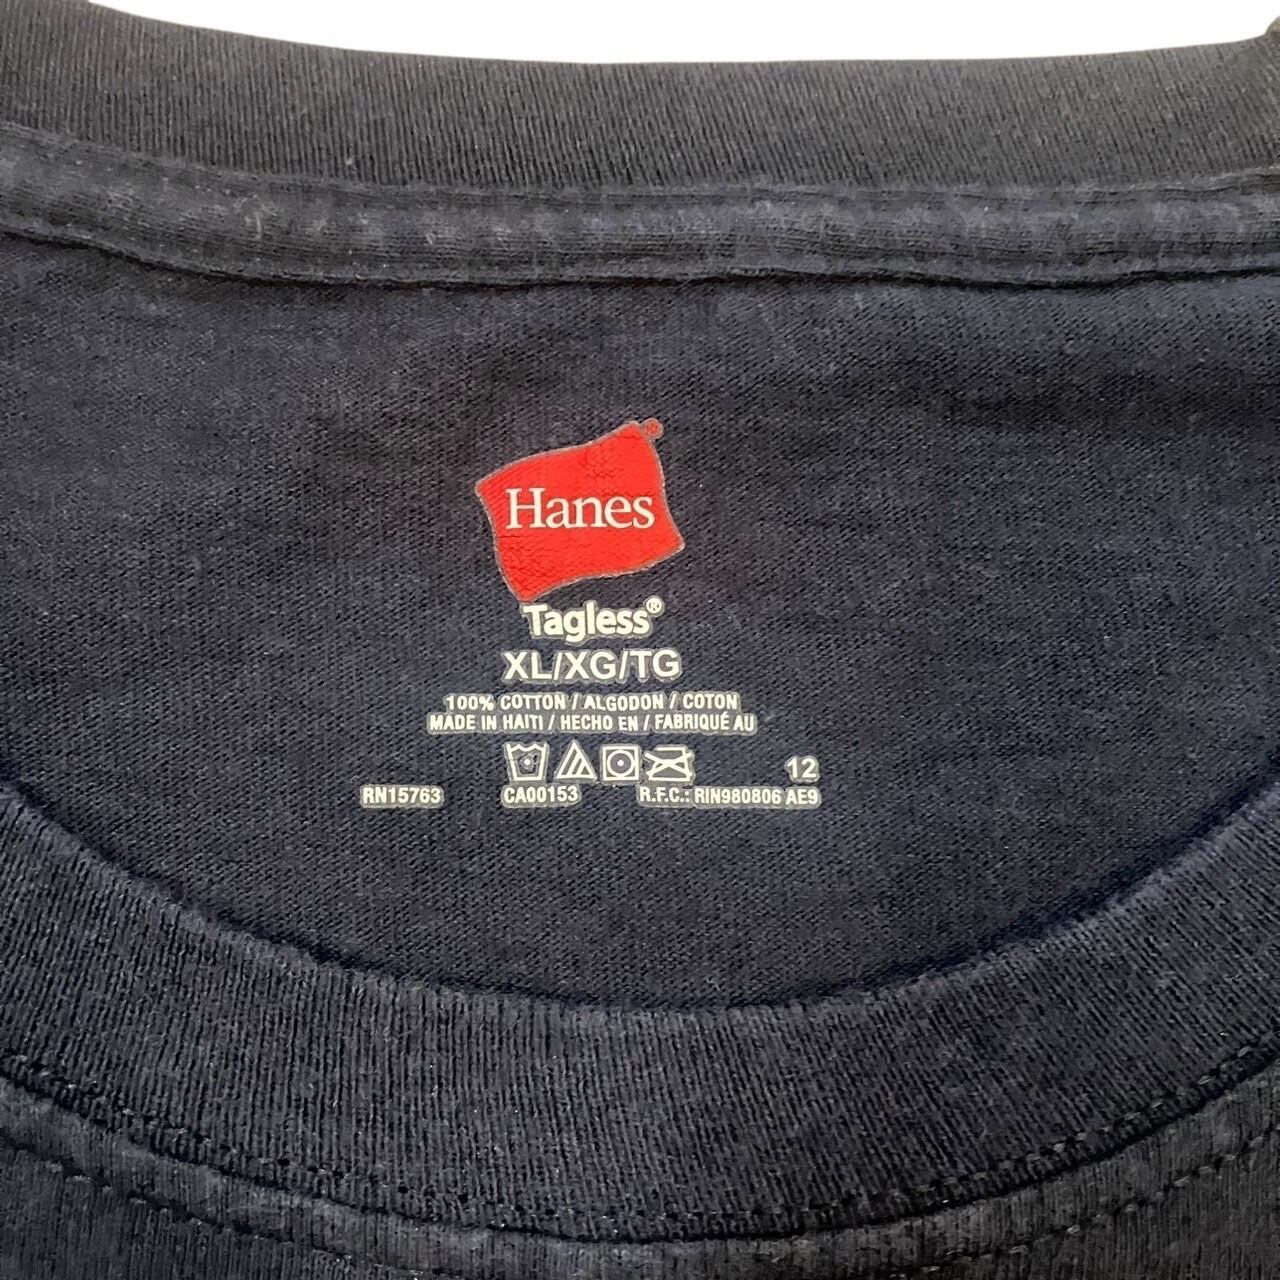 Hanes®
Tagless®
XL/XG/TG
100% COTTON / ALGODON / COTON
MADE IN HAITI / HECHO EN / FABRIQUÉ AU
12
RN15763 CA00153 R.F.C.: RIN980806 AE9